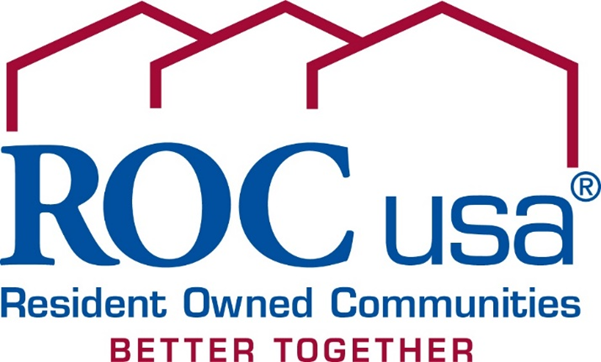 ROC usa®
Resident Owned Communities
BETTER TOGETHER